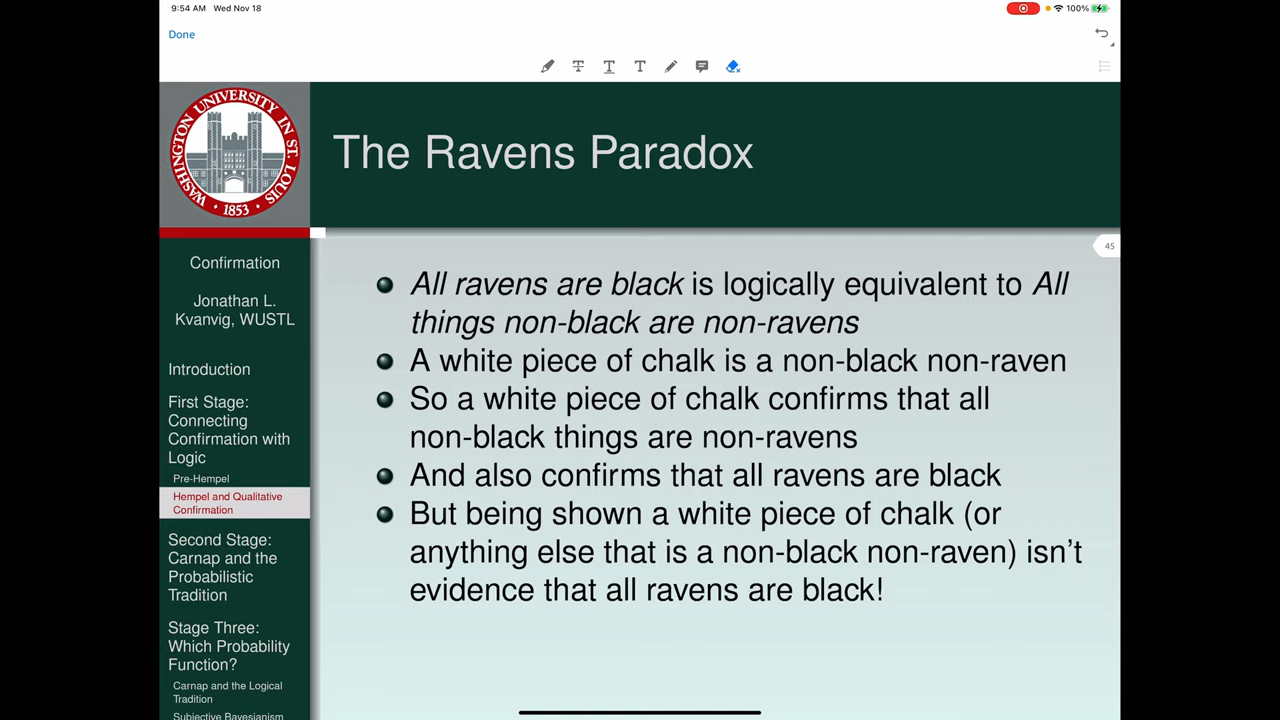 9:54 AM Wed Nov 18
100%
Done
T
T
T
WASHINGTON UNIVERSITY IN ST. LOUIS
1853
The Ravens Paradox
45
Confirmation
Jonathan L.
Kvanvig, WUSTL
Introduction
First Stage:
Connecting
Confirmation with
Logic
Pre-Hempel
Hempel and Qualitative
Confirmation
Second Stage:
Carnap and the
Probabilistic
Tradition
Stage Three:
Which Probability
Function?
Carnap and the Logical
Tradition
Subjective Bayesianism
All ravens are black is logically equivalent to All
things non-black are non-ravens
A white piece of chalk is a non-black non-raven
So a white piece of chalk confirms that all
non-black things are non-ravens
And also confirms that all ravens are black
But being shown a white piece of chalk (or
anything else that is a non-black non-raven) isn't
evidence that all ravens are black!